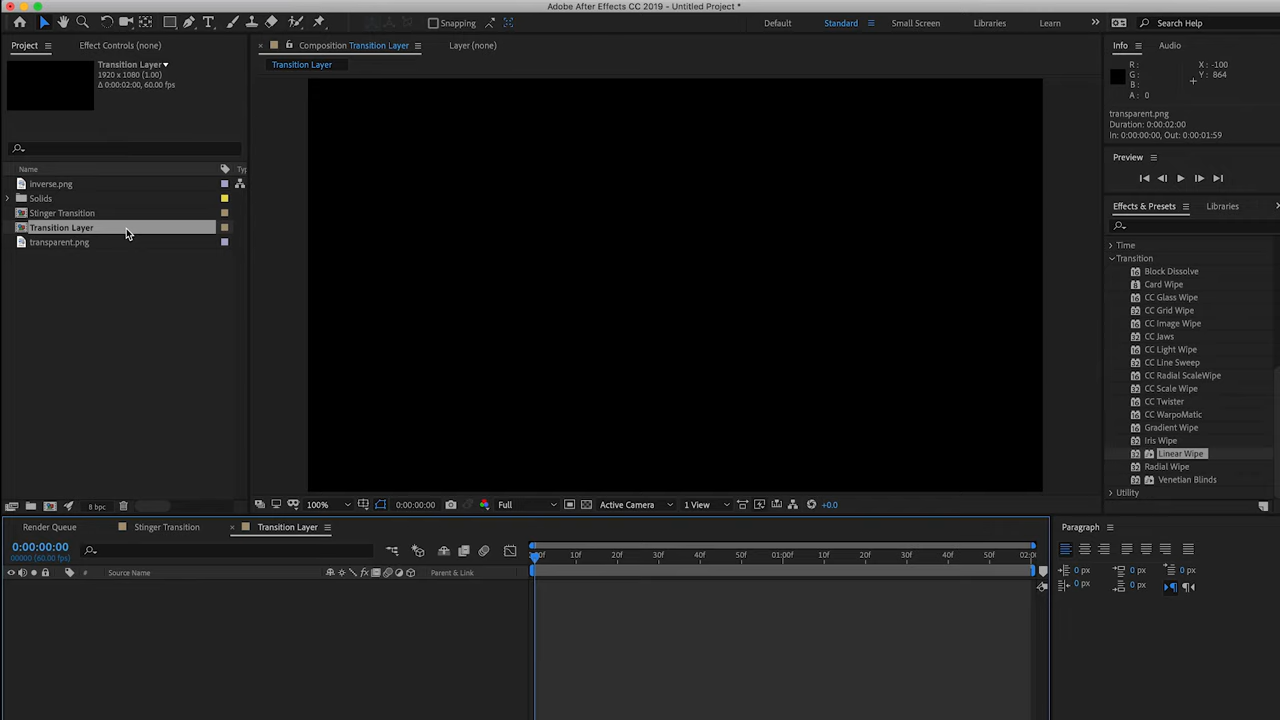 Adobe After Effects CC 2019 - Untitled Project *
Snapping
Default
Standard
Small Screen
Libraries
Learn
Search Help
Project
Effect Controls (none)
Composition Transition Layer
Layer (none)
Info
Audio
Transition Layer
1920 x 1080 (1.00)
Δ 0:00:02:00, 60.00 fps
Transition Layer
R :
G :
B :
A : 0
X : -100
Y : 864
transparent.png
Duration: 0:00:02:00
In: 0:00:00:00, Out: 0:00:01:59
Preview
Effects & Presets
Libraries
Name
Ty
inverse.png
Solids
Stinger Transition
Transition Layer
transparent.png
Time
Transition
Block Dissolve
Card Wipe
CC Glass Wipe
CC Grid Wipe
CC Image Wipe
CC Jaws
CC Light Wipe
CC Line Sweep
CC Radial ScaleWipe
CC Scale Wipe
CC Twister
CC WarpoMatic
Gradient Wipe
Iris Wipe
Linear Wipe
Radial Wipe
Venetian Blinds
Utility
8 bpc
100%
0:00:00:00
Full
Active Camera
1 View
+0.0
Render Queue
Stinger Transition
Transition Layer
Paragraph
0:00:00:00
00000 (60.00 fps)
10f
20f
30f
40f
50f
01:00f
10f
20f
30f
40f
50f
# Source Name
Parent & Link
0 px
0 px
0 px
0 px
0 px